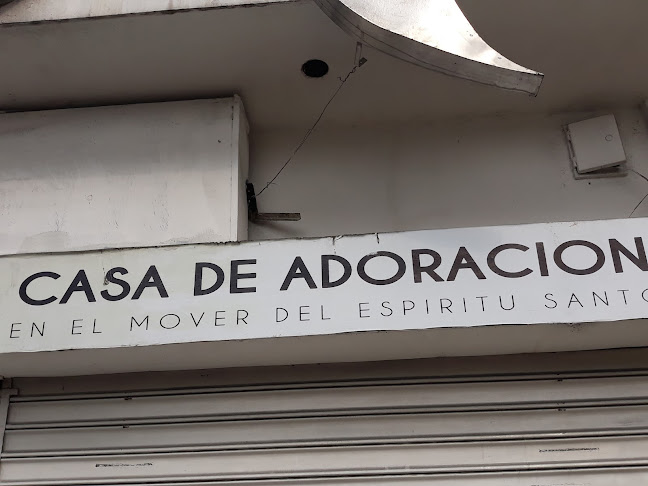 CASA DE ADORACION
EN EL MOVER DEL ESPIRITU SANTO